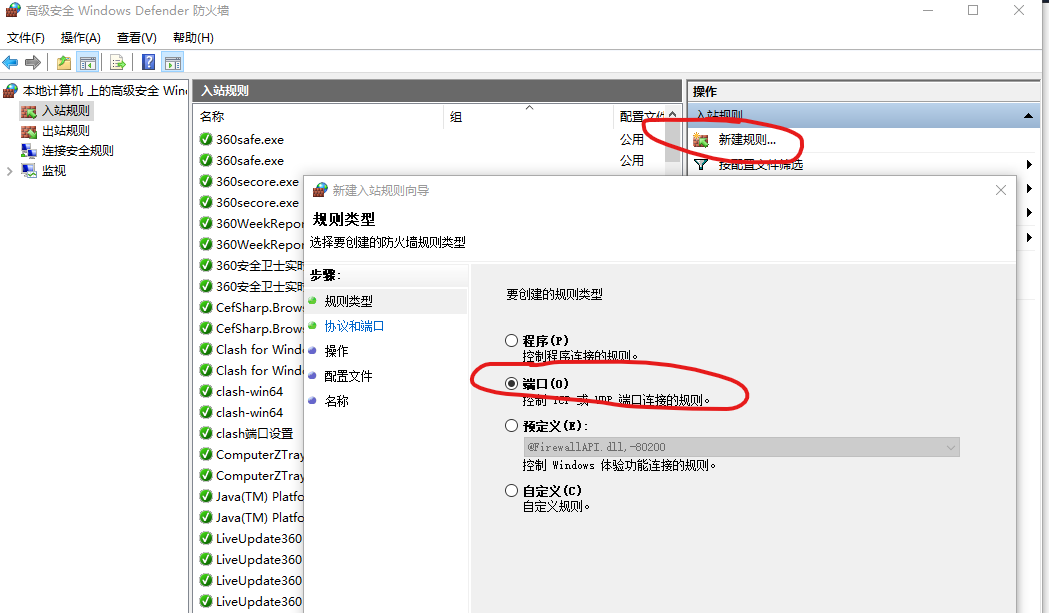 高级安全 Windows Defender 防火墙
文件(F) 操作(A) 查看(V) 帮助(H)
本地计算机 上的高级安全 Win
入站规则
出站规则
连接安全规则
监视
入站规则
名称 组 配置文件
360safe.exe 公用
360safe.exe 公用
360secore.exe
360secore.exe
360WeekRepor
360WeekRepor
360安全卫士实时
360安全卫士实时
CefSharp.Brows
CefSharp.Brows
Clash for Windo
Clash for Windo
clash-win64
clash-win64
clash端口设置
ComputerZTray
ComputerZTray
Java(TM) Platfo
Java(TM) Platfo
LiveUpdate360
LiveUpdate360
LiveUpdate360
LiveUpdate360
操作
入站规则
新建规则...
按配置文件筛选
新建入站规则向导
规则类型
选择要创建的防火墙规则类型
步骤:
规则类型
协议和端口
操作
配置文件
名称
要创建的规则类型
程序(P)
控制程序连接的规则。
端口(O)
控制 TCP 或 UDP 端口连接的规则。
预定义(E):
@FirewallAPI.dll,-80200
控制 Windows 体验功能连接的规则。
自定义(C)
自定义规则。